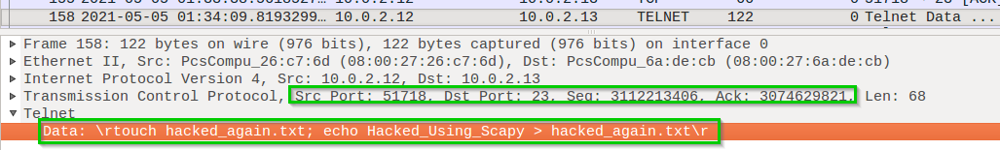 158 2021-05-05 01:34:09.8193299... 10.0.2.12 10.0.2.13 TELNET 122 0 Telnet Data ...
Frame 158: 122 bytes on wire (976 bits), 122 bytes captured (976 bits) on interface 0
Ethernet II, Src: PcsCompu_26:c7:6d (08:00:27:26:c7:6d), Dst: PcsCompu_6a:de:cb (08:00:27:6a:de:cb)
Internet Protocol Version 4, Src: 10.0.2.12, Dst: 10.0.2.13
Transmission Control Protocol, Src Port: 51718, Dst Port: 23, Seq: 3112213406, Ack: 3074629821, Len: 68
Telnet
Data: \rtouch hacked_again.txt; echo Hacked_Using_Scapy > hacked_again.txt\r